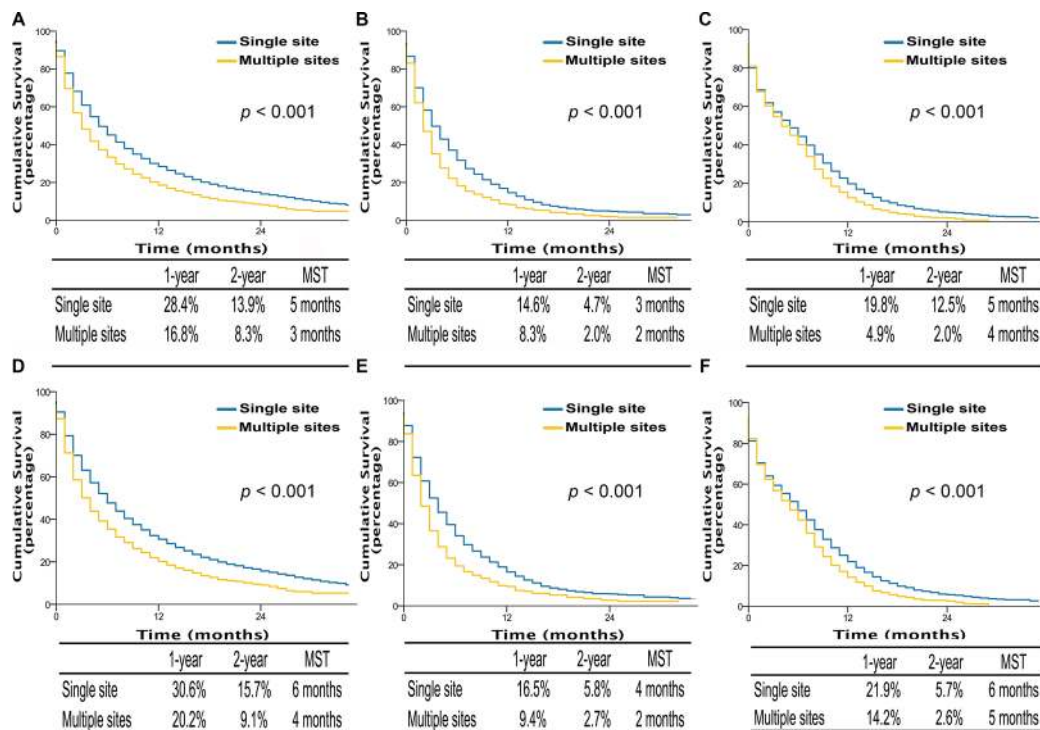 A
Cumulative Survival
(percentage)
100
80
60
40
20
0
Single site
Multiple sites
p < 0.001
0
12
24
Time (months)
1-year 2-year MST
Single site 28.4% 13.9% 5 months
Multiple sites 16.8% 8.3% 3 months
B
Cumulative Survival
(percentage)
100
80
60
40
20
0
Single site
Multiple sites
p < 0.001
0
12
24
Time (months)
1-year 2-year MST
Single site 14.6% 4.7% 3 months
Multiple sites 8.3% 2.0% 2 months
C
Cumulative Survival
(percentage)
100
80
60
40
20
0
Single site
Multiple sites
p < 0.001
0
12
24
Time (months)
1-year 2-year MST
Single site 19.8% 12.5% 5 months
Multiple sites 4.9% 2.0% 4 months
D
Cumulative Survival
(percentage)
100
80
60
40
20
0
Single site
Multiple sites
p < 0.001
0
12
24
Time (months)
1-year 2-year MST
Single site 30.6% 15.7% 6 months
Multiple sites 20.2% 9.1% 4 months
E
Cumulative Survival
(percentage)
100
80
60
40
20
0
Single site
Multiple sites
p < 0.001
0
12
24
Time (months)
1-year 2-year MST
Single site 16.5% 5.8% 4 months
Multiple sites 9.4% 2.7% 2 months
F
Cumulative Survival
(percentage)
100
80
60
40
20
0
Single site
Multiple sites
p < 0.001
0
12
24
Time (months)
1-year 2-year MST
Single site 21.9% 5.7% 6 months
Multiple sites 14.2% 2.6% 5 months